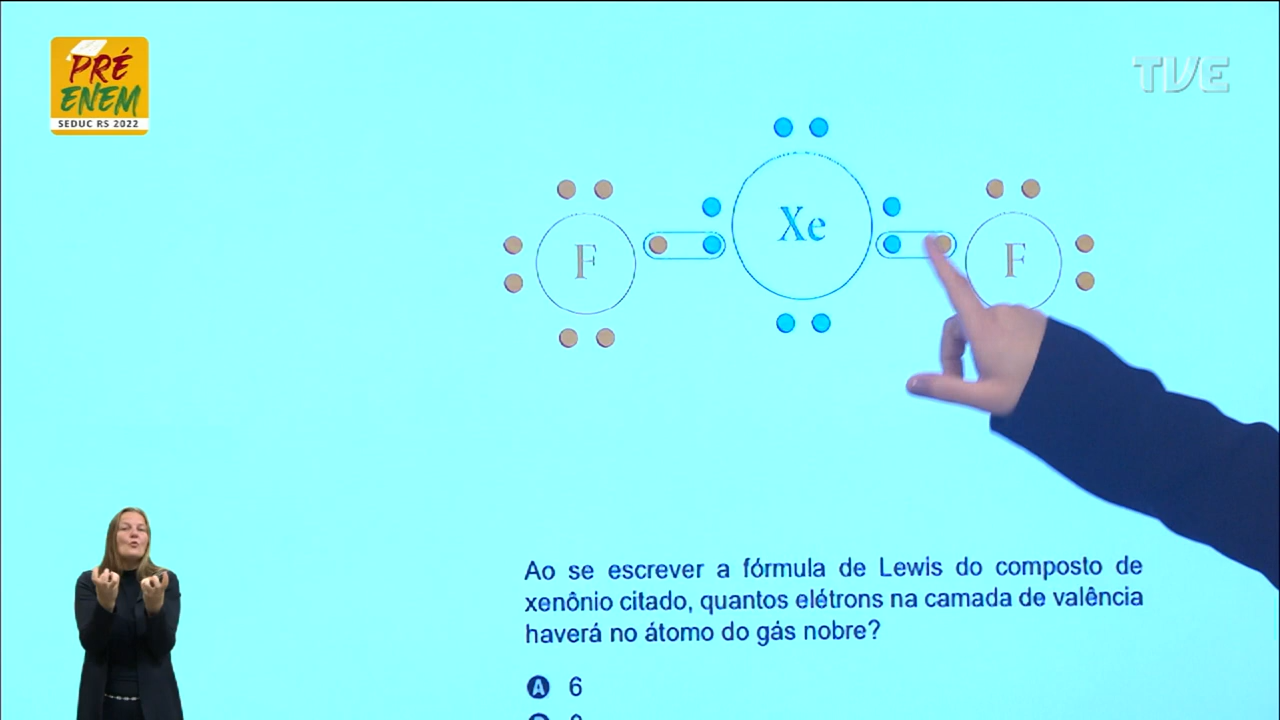 PRÉ
ENEM
SEDUC RS 2022
TVE
F
Xe
F
Ao se escrever a fórmula de Lewis do composto de
xenônio citado, quantos elétrons na camada de valência
haverá no átomo do gás nobre?
A 6